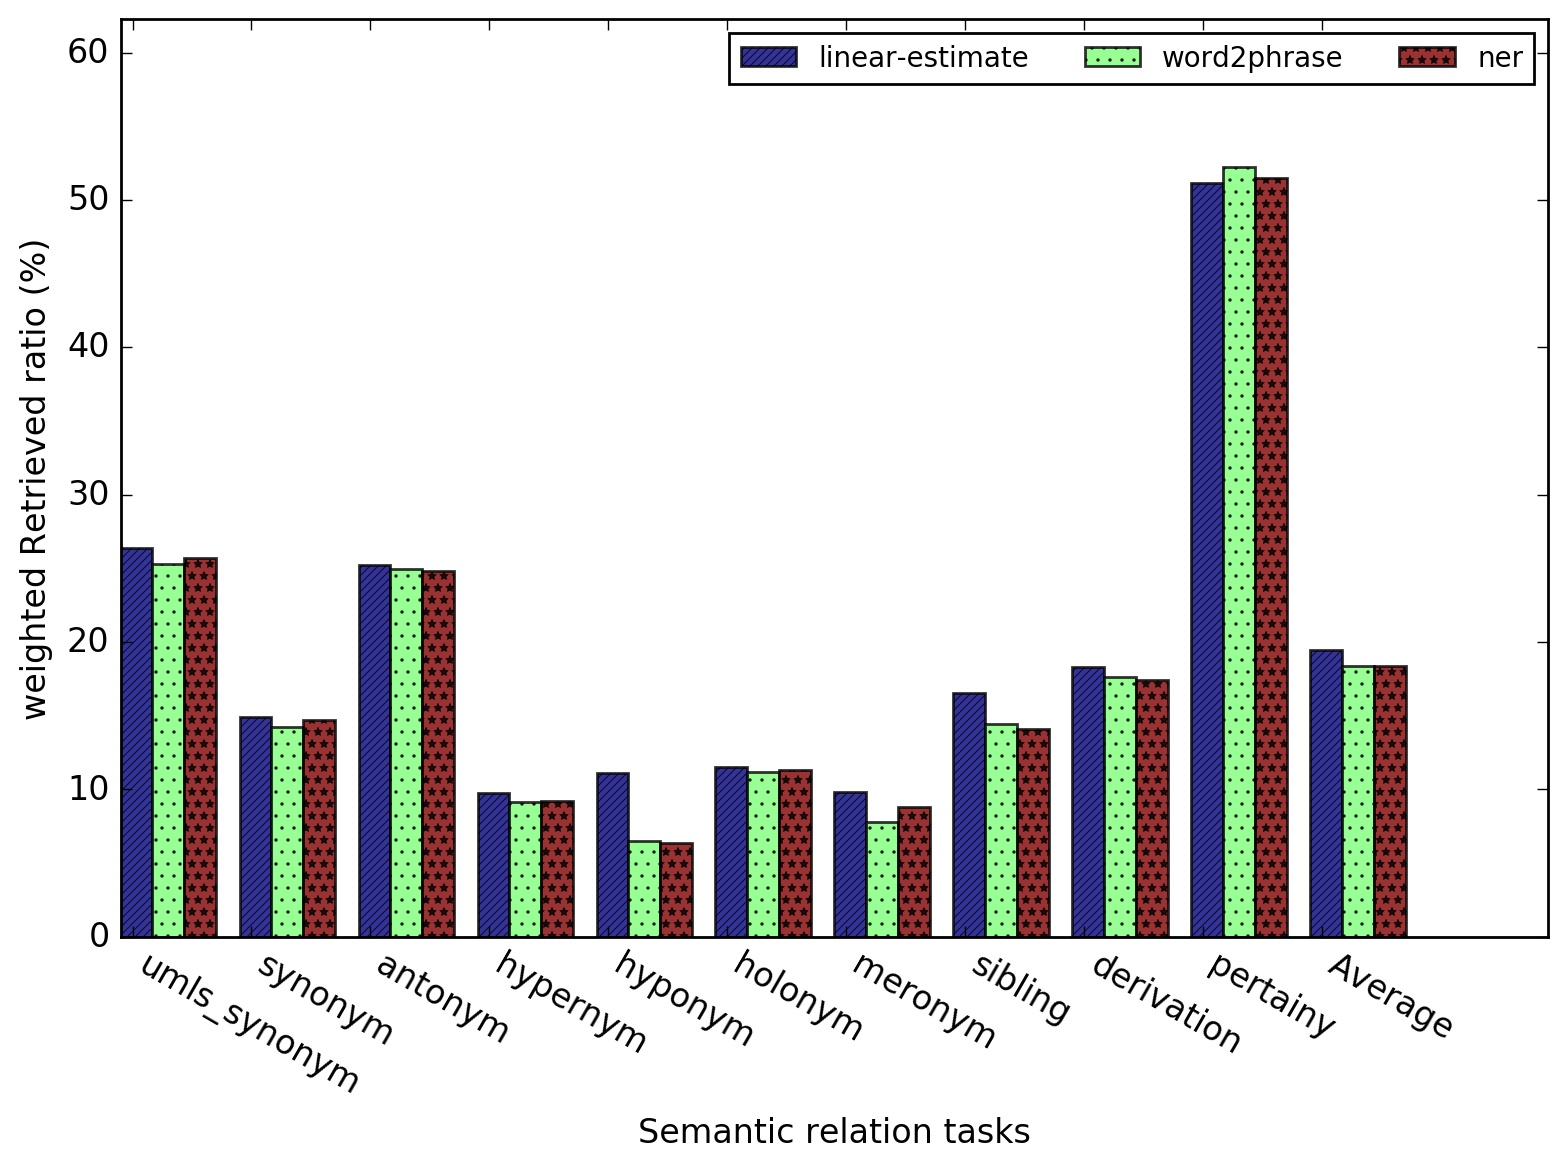 linear-estimate word2phrase ner
weighted Retrieved ratio (%)
60
50
40
30
20
10
0
umls_synonym
synonym
antonym
hypernym
hyponym
holonym
meronym
sibling
derivation
pertainy
Average
Semantic relation tasks